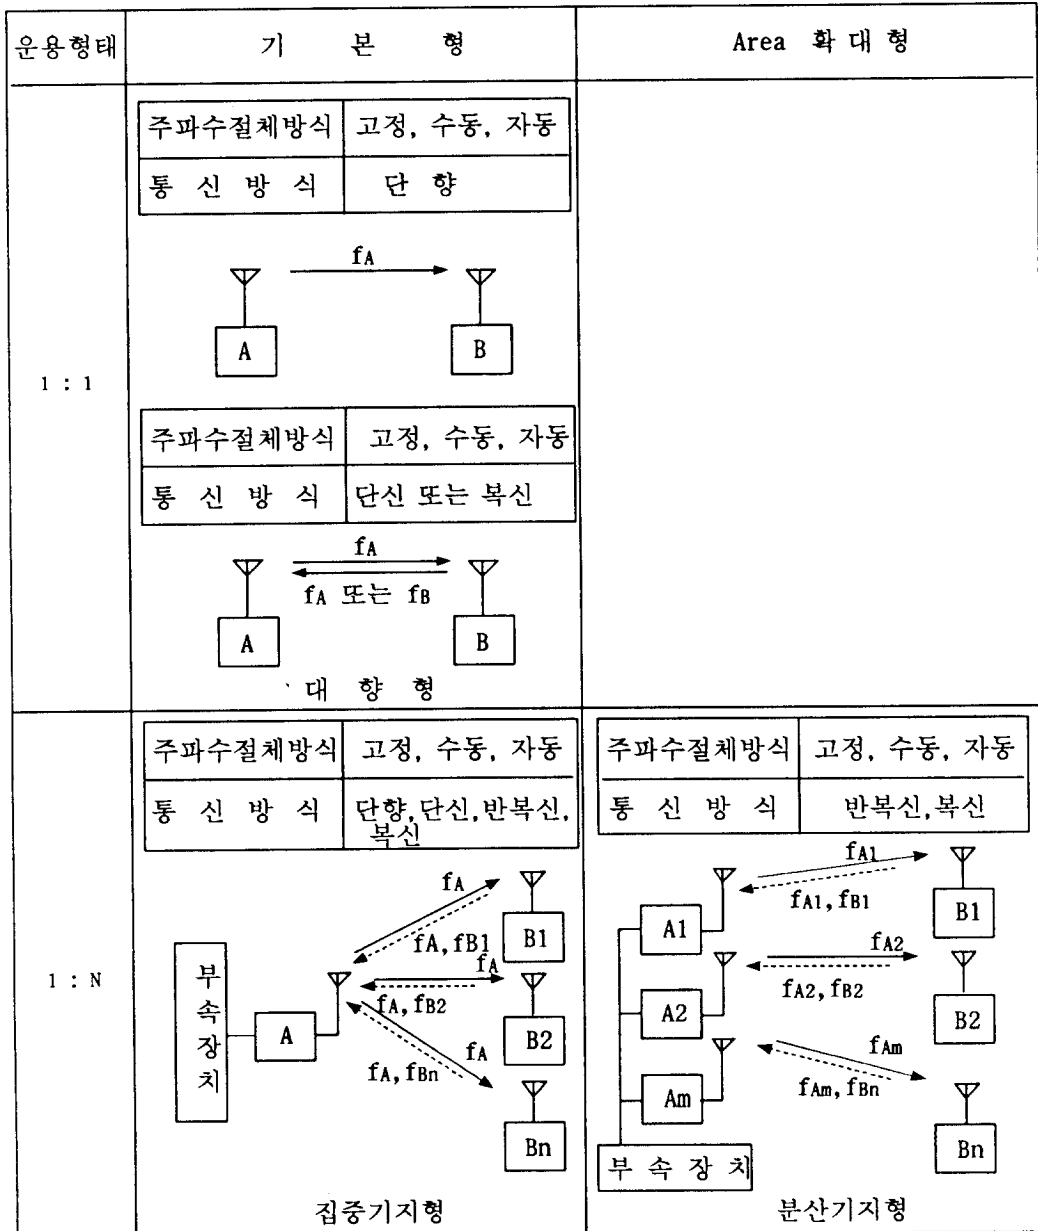 운용형태 기 본 형 Area 확 대 형
1 : 1
주파수절체방식 고정, 수동, 자동
통 신 방 식 단 향
fA
A B
주파수절체방식 고정, 수동, 자동
통 신 방 식 단신 또는 복신
fA
fA 또는 fB
A B
대 향 형
1 : N
주파수절체방식 고정, 수동, 자동
통 신 방 식 단향,단신,반복신,
복신
fA
fA,fB1
B1
fA
fA,fB2
B2
fA
fA,fBn
Bn
부속장치
A
집중기지형
주파수절체방식 고정, 수동, 자동
통 신 방 식 반복신,복신
fA1
fA1,fB1
A1 B1
fA2
fA2,fB2
A2 B2
fAm
fAm,fBn
Am Bn
부 속 장 치
분산기지형